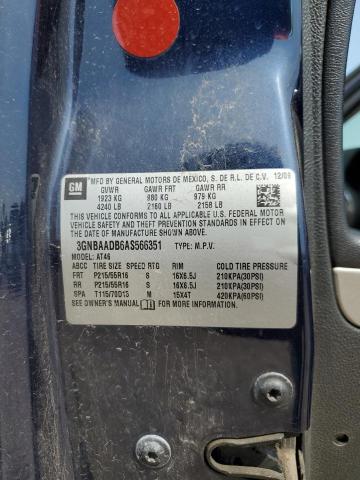 GM
MFD BY GENERAL MOTORS DE MEXICO, S. DE R.L. DE C.V. 12/09
GVWR GAWR FRT GAWR RR
1923 KG 980 KG 979 KG
4240 LB 2160 LB 2158 LB
THIS VEHICLE CONFORMS TO ALL APPLICABLE U.S. FEDERAL MOTOR
VEHICLE SAFETY, BUMPER, AND THEFT PREVENTION STANDARDS
IN EFFECT ON THE DATE OF MANUFACTURE SHOWN ABOVE.
3GNBAADB6AS566351 TYPE: M.P.V.
MODEL: AT46
ABCC TIRE SIZE SPEED RTG RIM COLD TIRE PRESSURE
FRT P215/55R16 S 16X6.5J 210KPA(30PSI)
RR P215/55R16 S 16X6.5J 210KPA(30PSI)
SPA T115/70D15 M 15X4T 420KPA(60PSI)
SEE OWNER'S MANUAL FOR MORE INFORMATION.